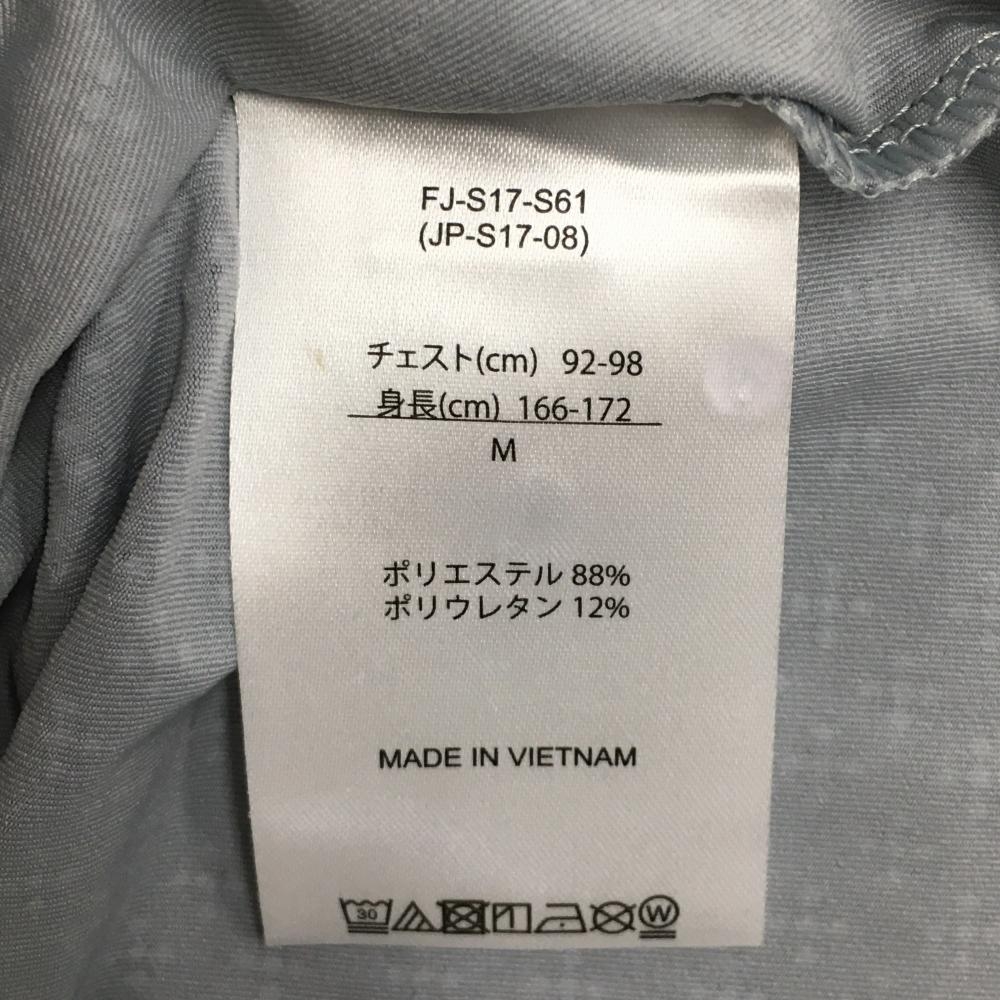 FJ-S17-S61
(JP-S17-08)
チェスト(cm) 92-98
身長(cm) 166-172
M
ポリエステル 88%
ポリウレタン 12%
MADE IN VIETNAM
30
W